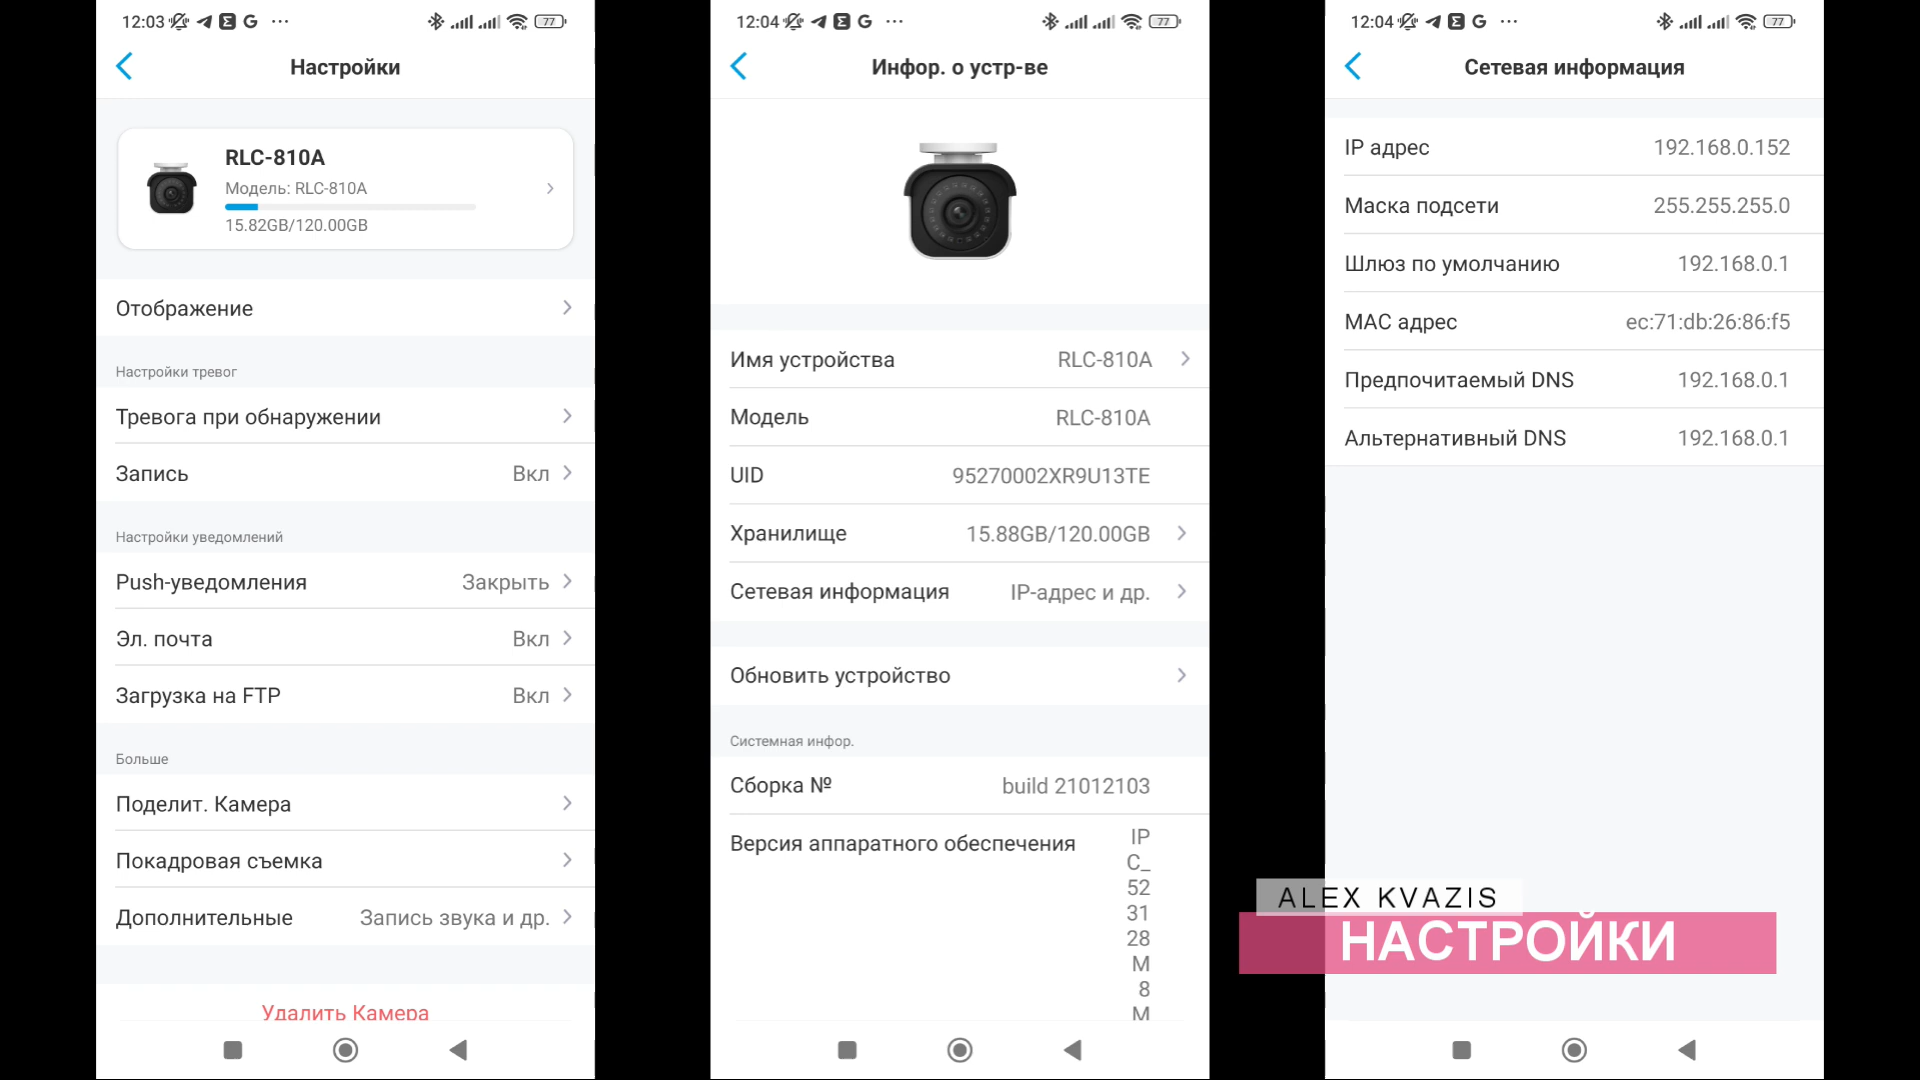 12:03
77
Настройки
RLC-810A
Модель: RLC-810A
15.82GB/120.00GB
Отображение
Настройки тревог
Тревога при обнаружении
Запись Вкл
Настройки уведомлений
Push-уведомления Закрыть
Эл. почта Вкл
Загрузка на FTP Вкл
Больше
Поделит. Камера
Покадровая съемка
Дополнительные Запись звука и др.
Удалить Камера
12:04
77
Инфор. о устр-ве
Имя устройства RLC-810A
Модель RLC-810A
UID 95270002XR9U13TE
Хранилище 15.88GB/120.00GB
Сетевая информация IP-адрес и др.
Обновить устройство
Системная инфор.
Сборка № build 21012103
Версия аппаратного обеспечения IP
C_
52
31
28
M
8
M
12:04
77
Сетевая информация
IP адрес 192.168.0.152
Маска подсети 255.255.255.0
Шлюз по умолчанию 192.168.0.1
MAC адрес ec:71:db:26:86:f5
Предпочитаемый DNS 192.168.0.1
Альтернативный DNS 192.168.0.1
ALEX KVAZIS
НАСТРОЙКИ